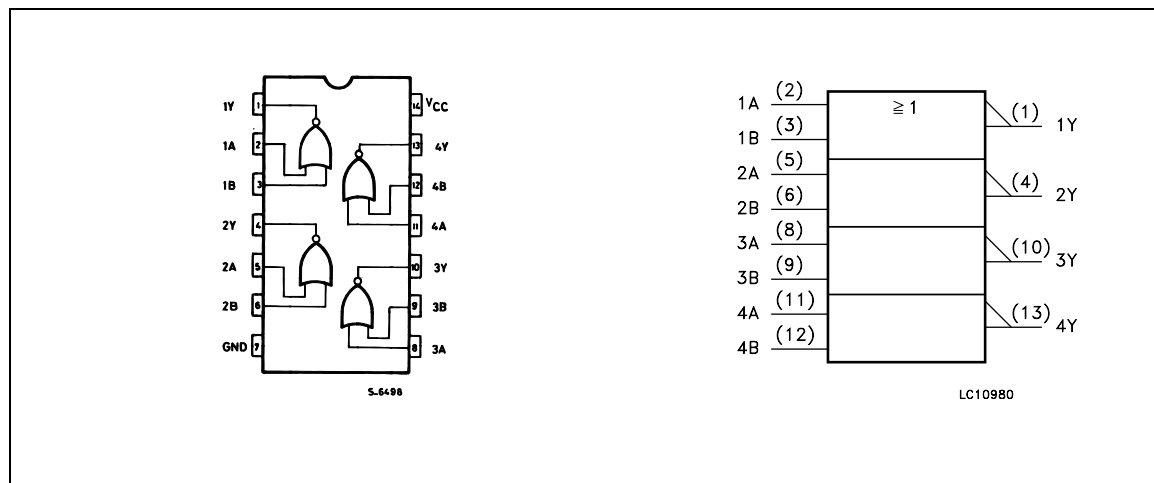 1Y 1 14 VCC
1A 2 13 4Y
1B 3 12 4B
2Y 4 11 4A
2A 5 10 3Y
2B 6 9 3B
GND 7 8 3A
S-6498
1A (2) ≧ 1 (1) 1Y
1B (3)
2A (5) (4) 2Y
2B (6)
3A (8) (10) 3Y
3B (9)
4A (11) (13) 4Y
4B (12)
LC10980